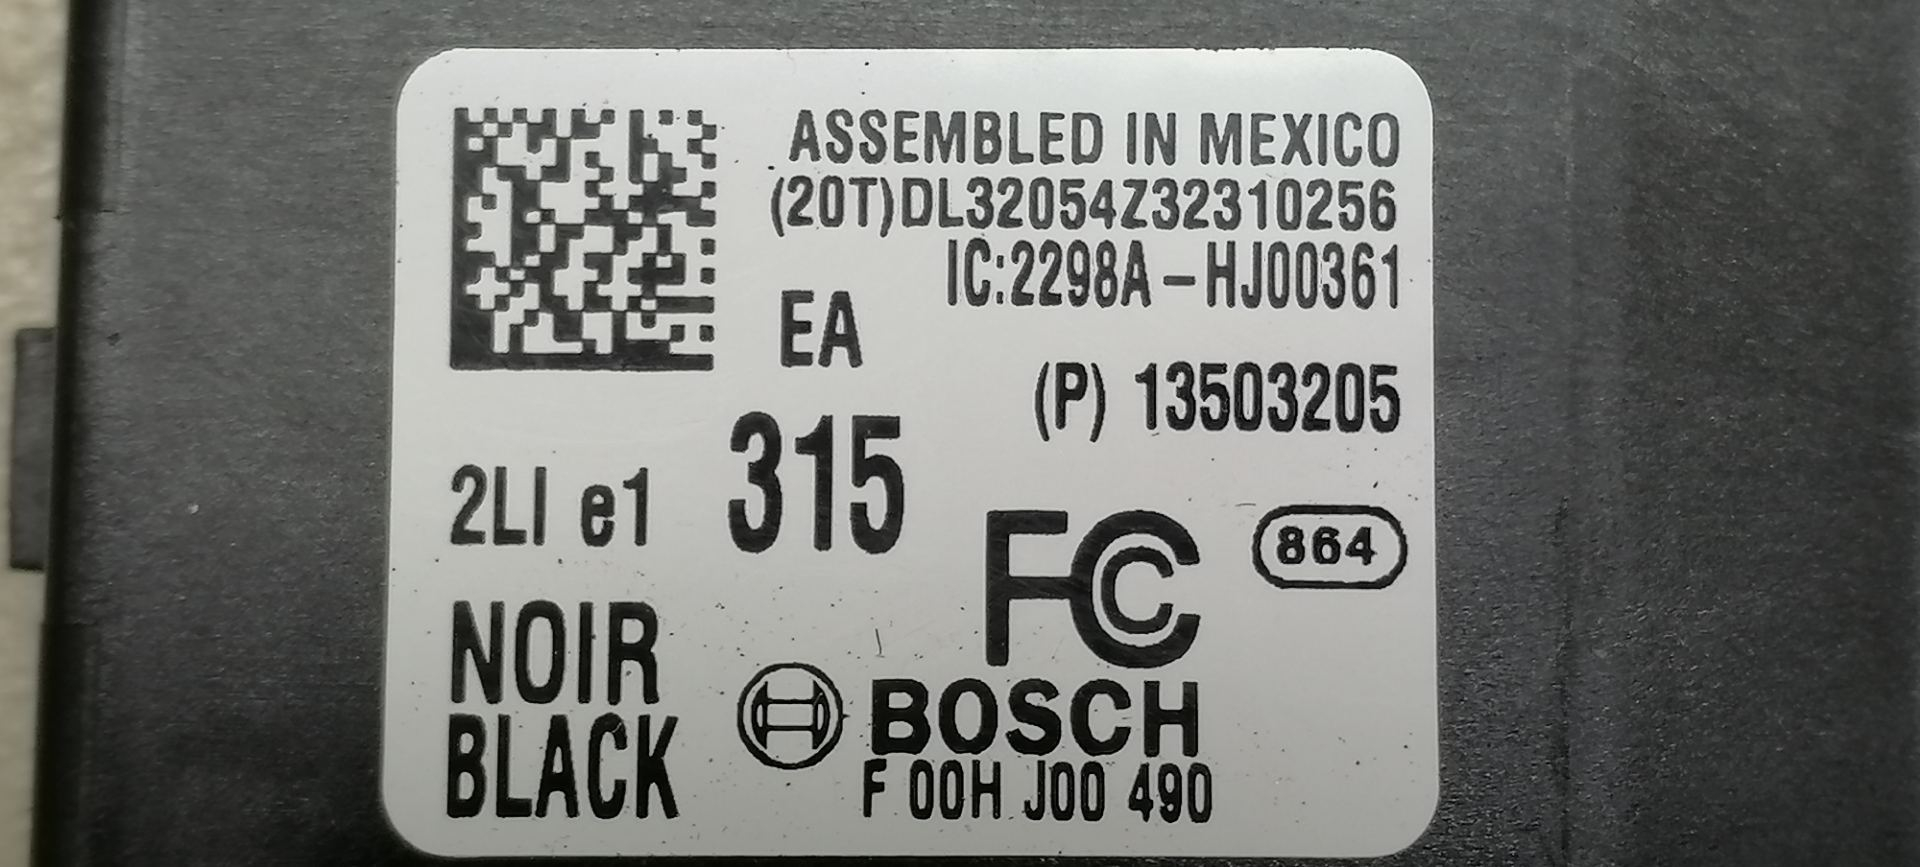 ASSEMBLED IN MEXICO
(20T)DL32054Z32310256
IC:2298A-HJ00361
EA
(P) 13503205
315
2LI e1
FC
864
NOIR
BLACK
BOSCH
F 00H J00 490